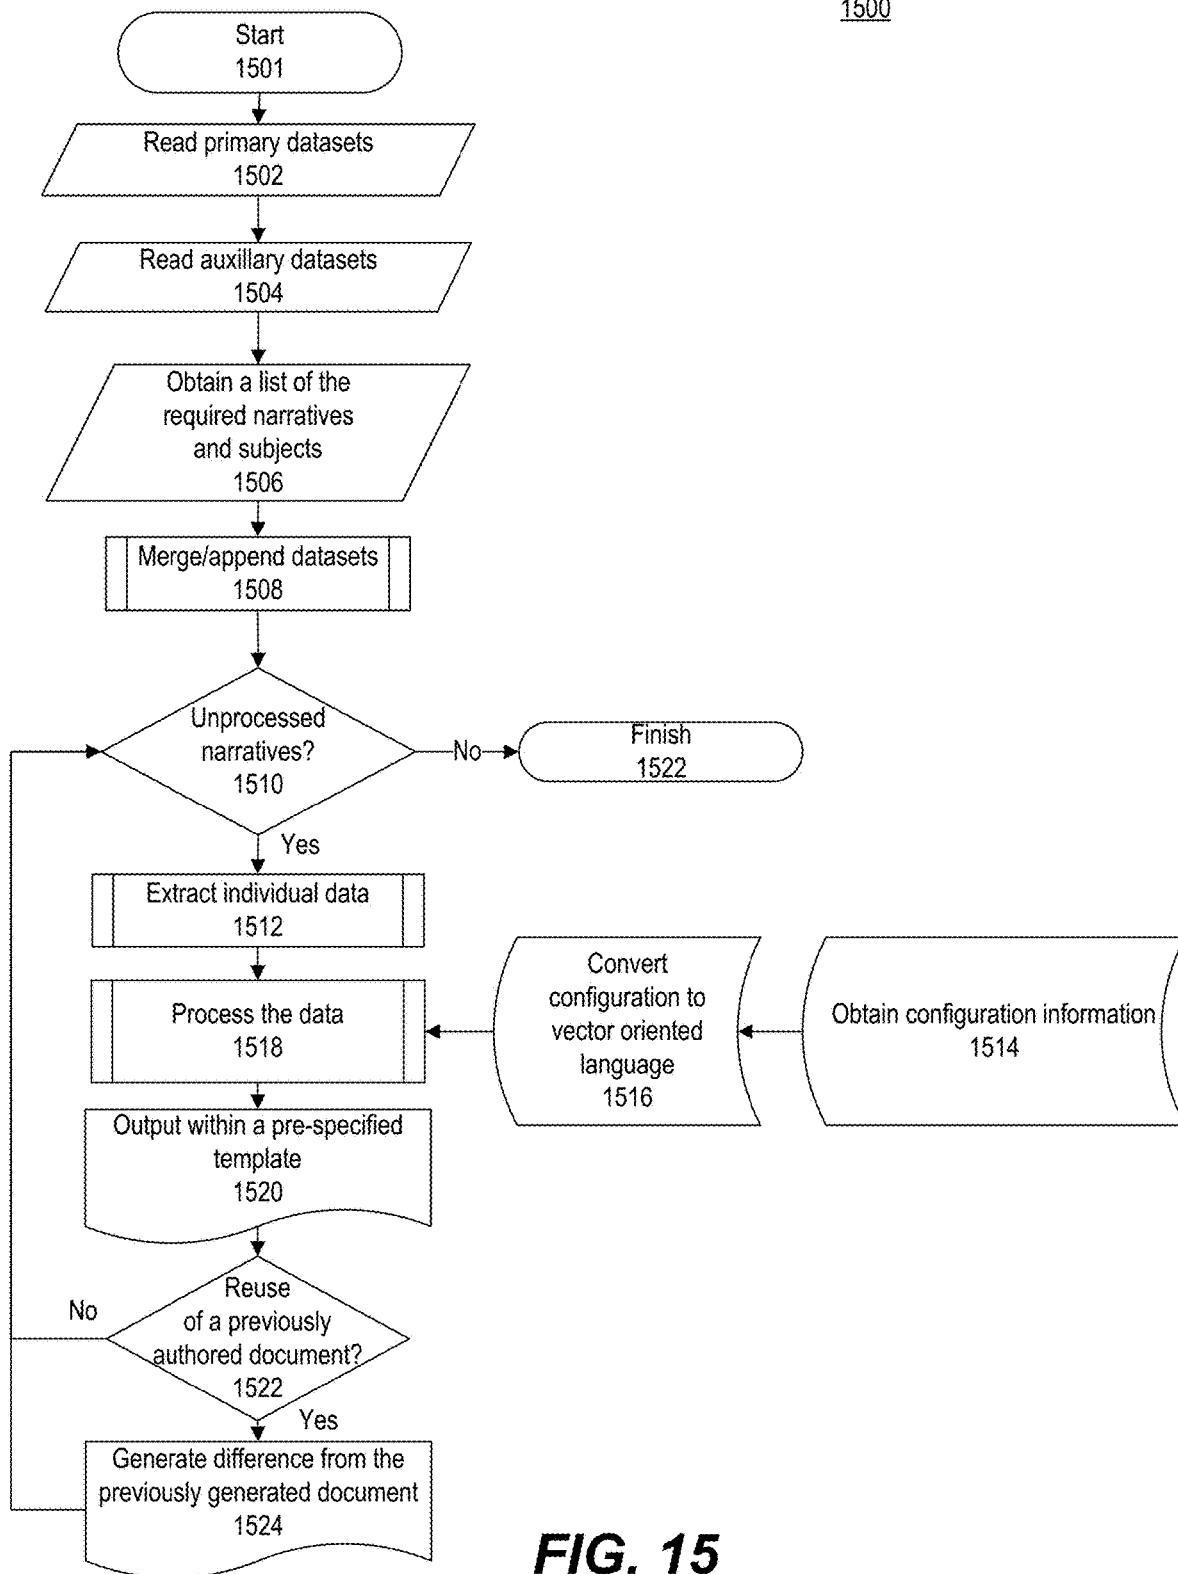 1500
Start
1501
Read primary datasets
1502
Read auxillary datasets
1504
Obtain a list of the
required narratives
and subjects
1506
Merge/append datasets
1508
Unprocessed
narratives?
1510
No
Finish
1522
Yes
Extract individual data
1512
Process the data
1518
Convert
configuration to
vector oriented
language
1516
Obtain configuration information
1514
Output within a pre-specified
template
1520
Reuse
of a previously
authored document?
1522
No
Yes
Generate difference from the
previously generated document
1524
FIG. 15